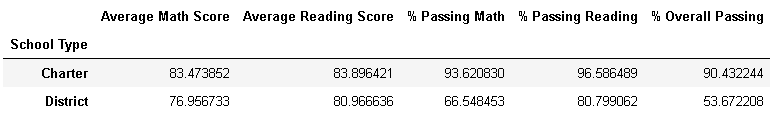 Average Math Score Average Reading Score % Passing Math % Passing Reading % Overall Passing
School Type
Charter 83.473852 83.896421 93.620830 96.586489 90.432244
District 76.956733 80.966636 66.548453 80.799062 53.672208